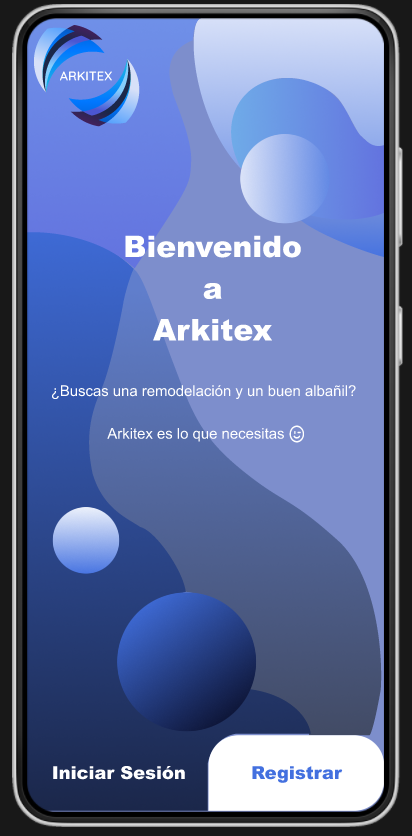 ARKITEX
Bienvenido
a
Arkitex
¿Buscas una remodelación y un buen albañil?
Arkitex es lo que necesitas 😉
Iniciar Sesión
Registrar